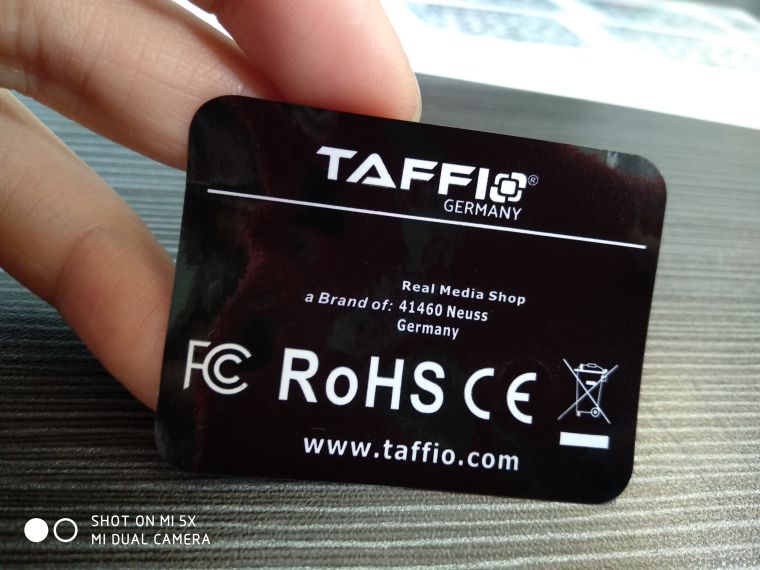 TAFFIO®
GERMANY
Real Media Shop
a Brand of: 41460 Neuss
Germany
FC RoHS CE
www.taffio.com
SHOT ON MI 5X
MI DUAL CAMERA